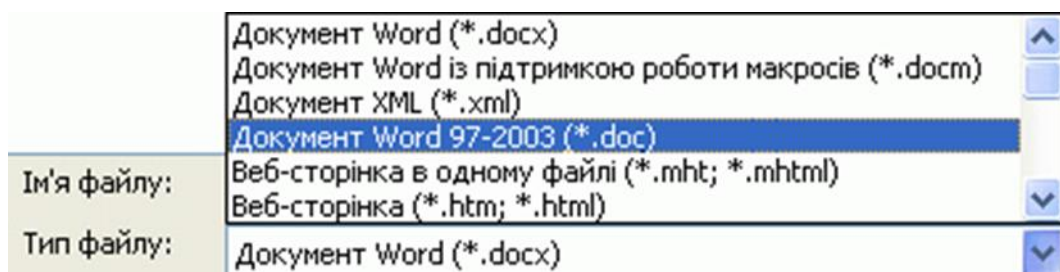 Документ Word (*.docx)
Документ Word із підтримкою роботи макросів (*.docm)
Документ XML (*.xml)
Документ Word 97-2003 (*.doc)
Веб-сторінка в одному файлі (*.mht; *.mhtml)
Веб-сторінка (*.htm; *.html)
Ім'я файлу:
Тип файлу:
Документ Word (*.docx)